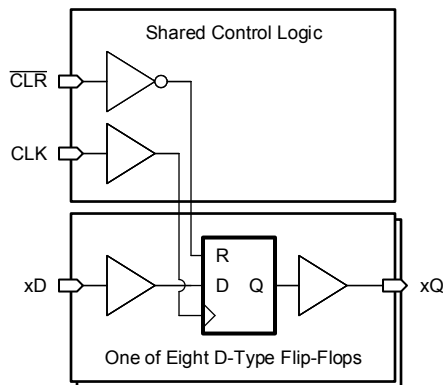 Shared Control Logic
CLR
CLK
R
xD
D Q
xQ
One of Eight D-Type Flip-Flops